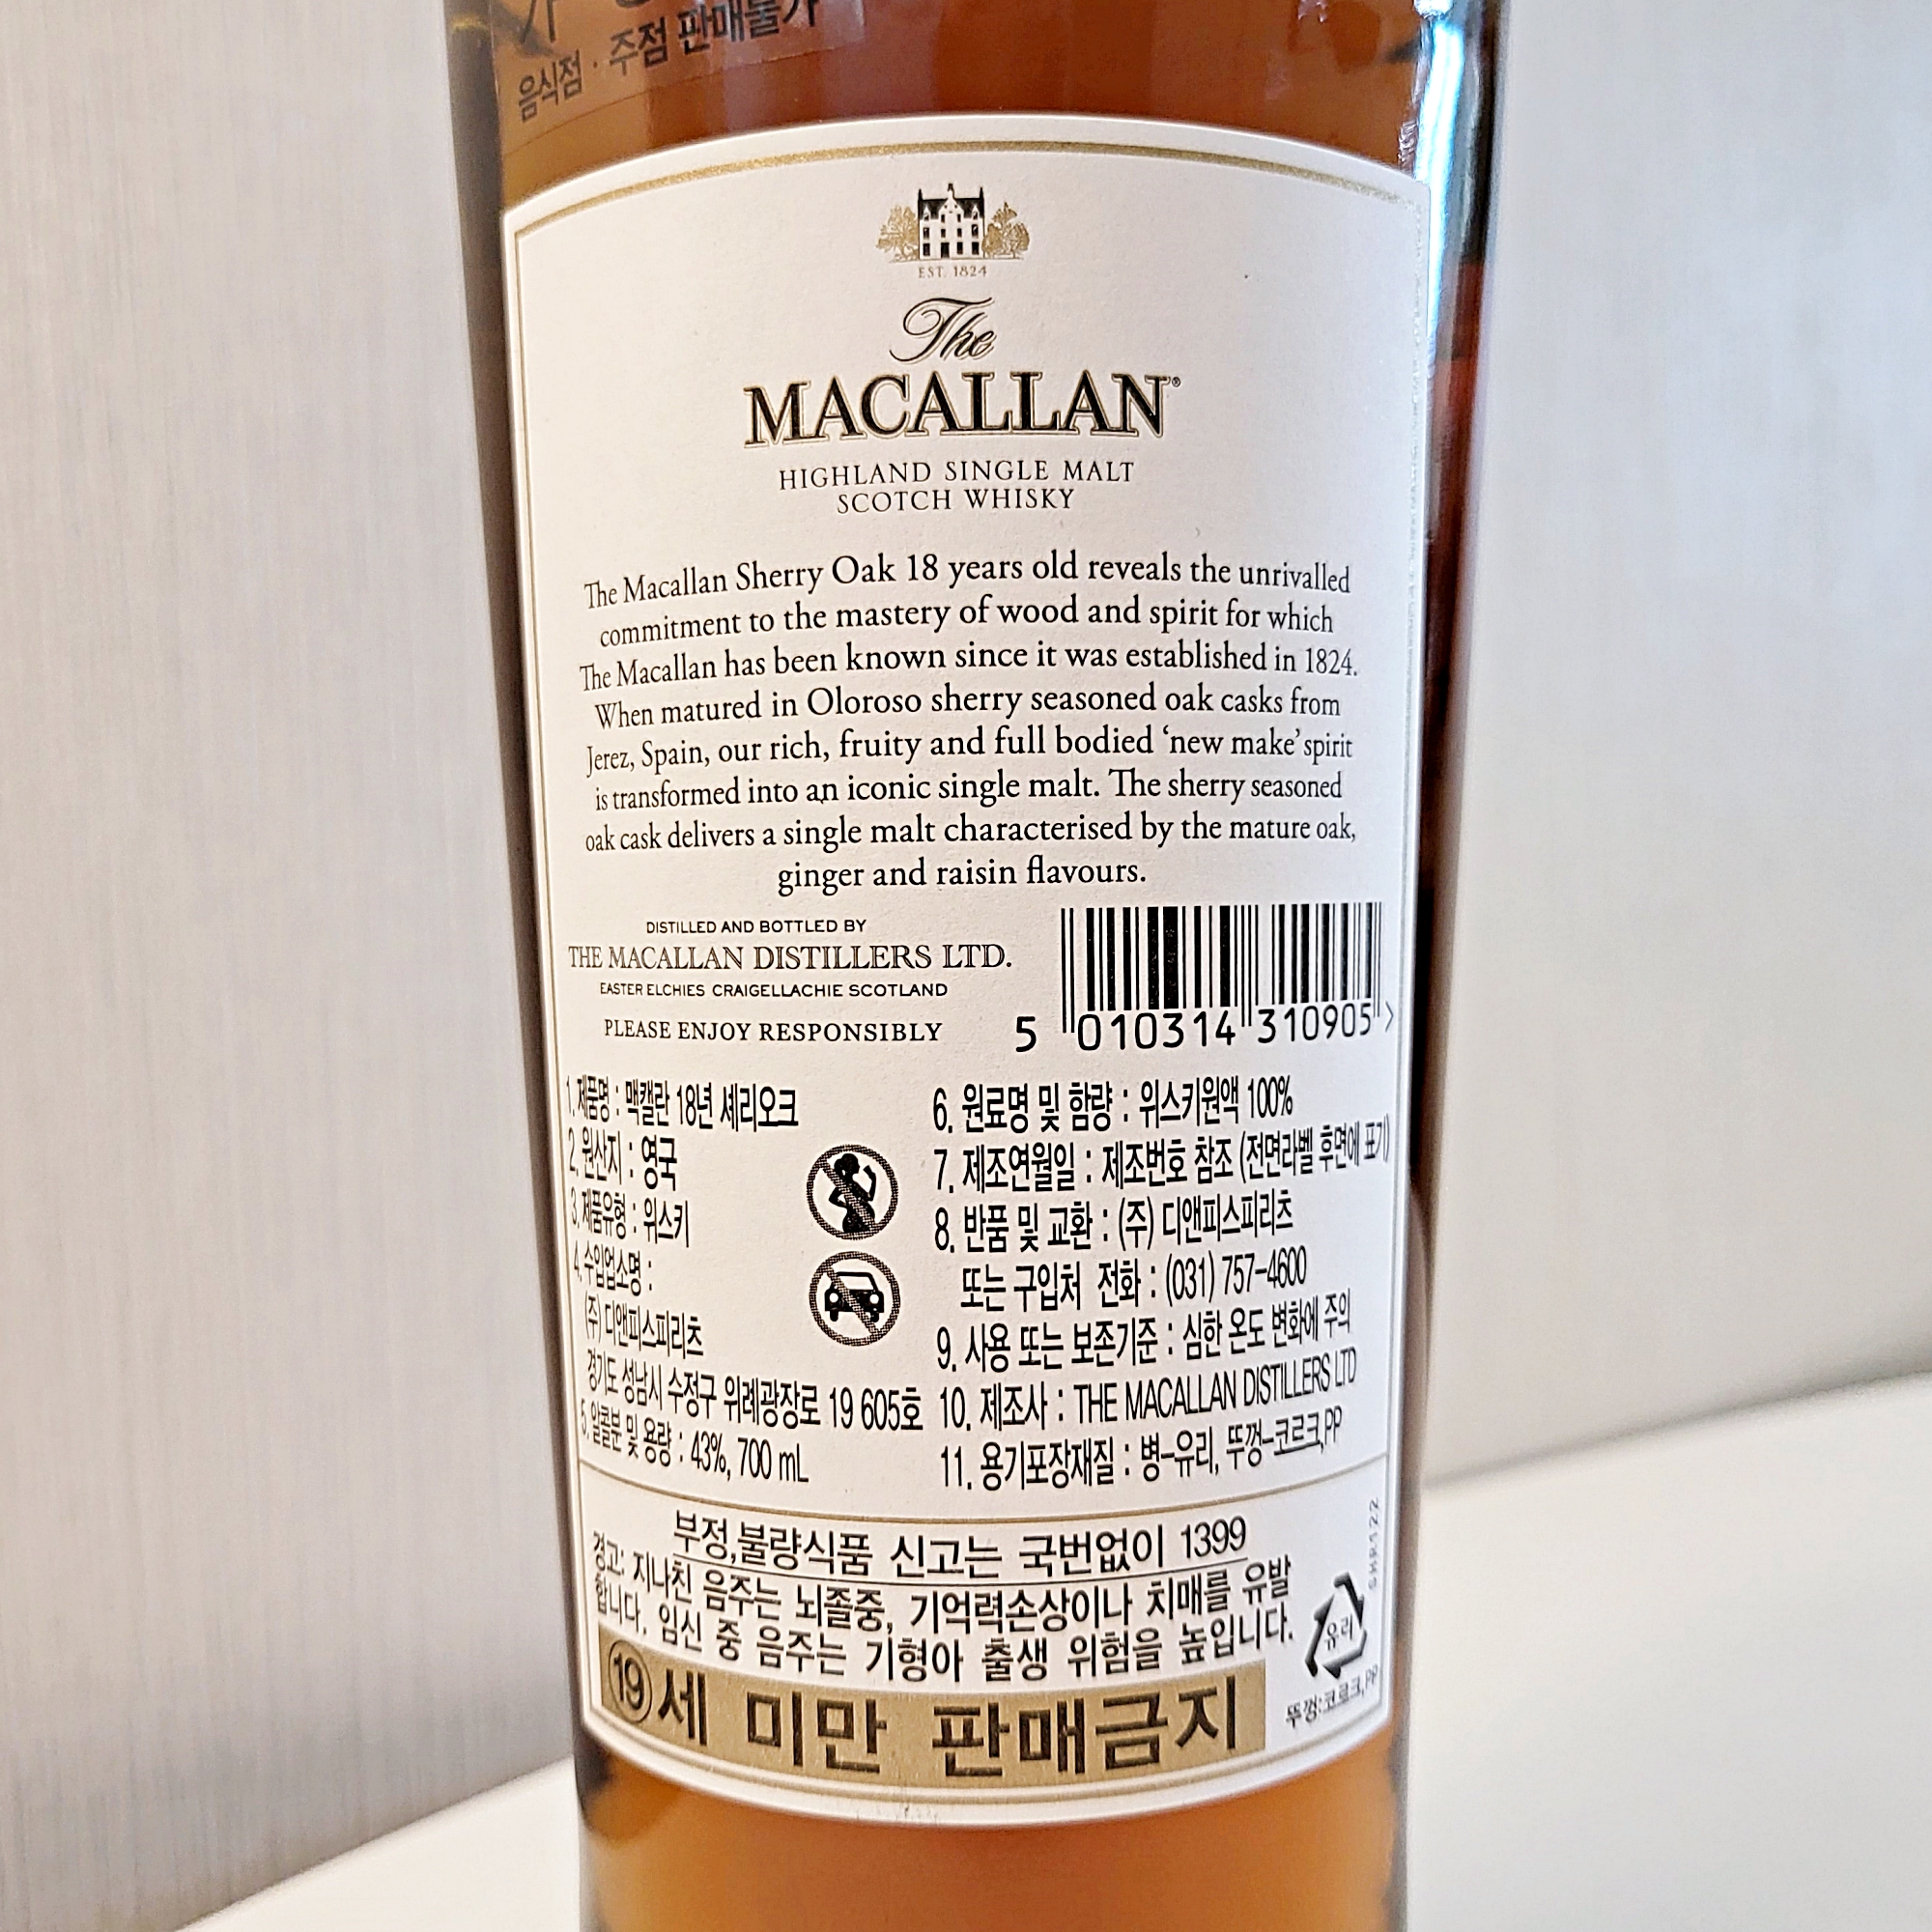 음식점 · 주점 판매불가
EST. 1824
The
MACALLAN
HIGHLAND SINGLE MALT
SCOTCH WHISKY
The Macallan Sherry Oak 18 years old reveals the unrivalled
commitment to the mastery of wood and spirit for which
The Macallan has been known since it was established in 1824.
When matured in Oloroso sherry seasoned oak casks from
Jerez, Spain, our rich, fruity and full bodied ‘new make’ spirit
is transformed into an iconic single malt. The sherry seasoned
oak cask delivers a single malt characterised by the mature oak,
ginger and raisin flavours.
DISTILLED AND BOTTLED BY
THE MACALLAN DISTILLERS LTD.
EASTER ELCHIES CRAIGELLACHIE SCOTLAND
PLEASE ENJOY RESPONSIBLY
5 010314 310905 >
1. 제품명 : 맥캘란 18년 셰리오크
2. 원산지 : 영국
3. 제품유형 : 위스키
4. 수입업소명 :
(주) 디앤피스피리츠
경기도 성남시 수정구 위례광장로 19 605호
5. 알콜분 및 용량 : 43%, 700 mL
6. 원료명 및 함량 : 위스키원액 100%
7. 제조연월일 : 제조번호 참조 (전면라벨 후면에 표기)
8. 반품 및 교환 : (주) 디앤피스피리츠
또는 구입처 전화 : (031) 757-4600
9. 사용 또는 보존기준 : 심한 온도 변화에 주의
10. 제조사 : THE MACALLAN DISTILLERS LTD
11. 용기포장재질 : 병-유리, 뚜껑-코르크,PP
부정,불량식품 신고는 국번없이 1399
경고: 지나친 음주는 뇌졸중, 기억력손상이나 치매를 유발
합니다. 임신 중 음주는 기형아 출생 위험을 높입니다.
19세 미만 판매금지
유리
뚜껑:코르크,PP